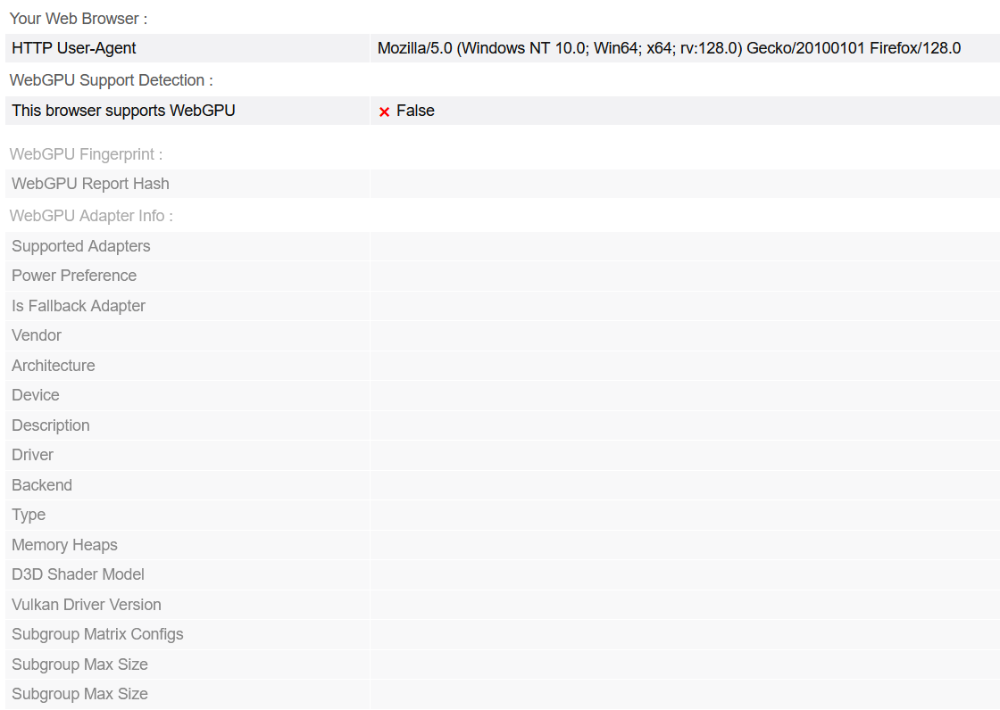 Your Web Browser :
HTTP User-Agent Mozilla/5.0 (Windows NT 10.0; Win64; x64; rv:128.0) Gecko/20100101 Firefox/128.0
WebGPU Support Detection :
This browser supports WebGPU ✖ False
WebGPU Fingerprint :
WebGPU Report Hash
WebGPU Adapter Info :
Supported Adapters
Power Preference
Is Fallback Adapter
Vendor
Architecture
Device
Description
Driver
Backend
Type
Memory Heaps
D3D Shader Model
Vulkan Driver Version
Subgroup Matrix Configs
Subgroup Max Size
Subgroup Max Size